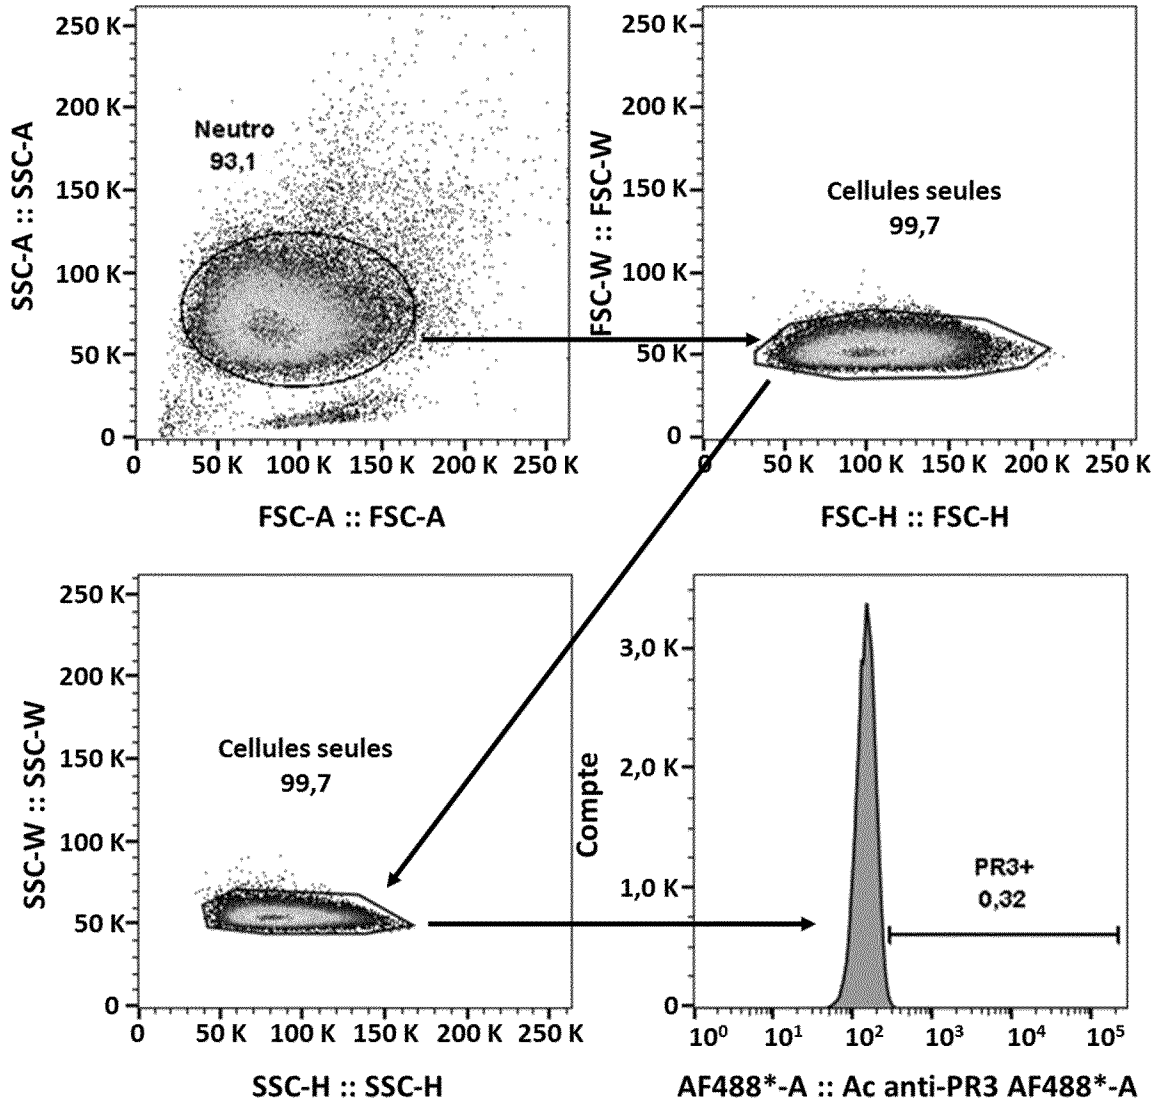 250 K
200 K
150 K
100 K
50 K
0
SSC-A :: SSC-A
Neutro
93,1
0 50 K 100 K 150 K 200 K 250 K
FSC-A :: FSC-A
250 K
200 K
150 K
100 K
50 K
0
FSC-W :: FSC-W
Cellules seules
99,7
0 50 K 100 K 150 K 200 K 250 K
FSC-H :: FSC-H
250 K
200 K
150 K
100 K
50 K
0
SSC-W :: SSC-W
Cellules seules
99,7
0 50 K 100 K 150 K 200 K 250 K
SSC-H :: SSC-H
3,0 K
2,0 K
1,0 K
0
Compte
PR3+
0,32
10⁰ 10¹ 10² 10³ 10⁴ 10⁵
AF488*-A :: Ac anti-PR3 AF488*-A